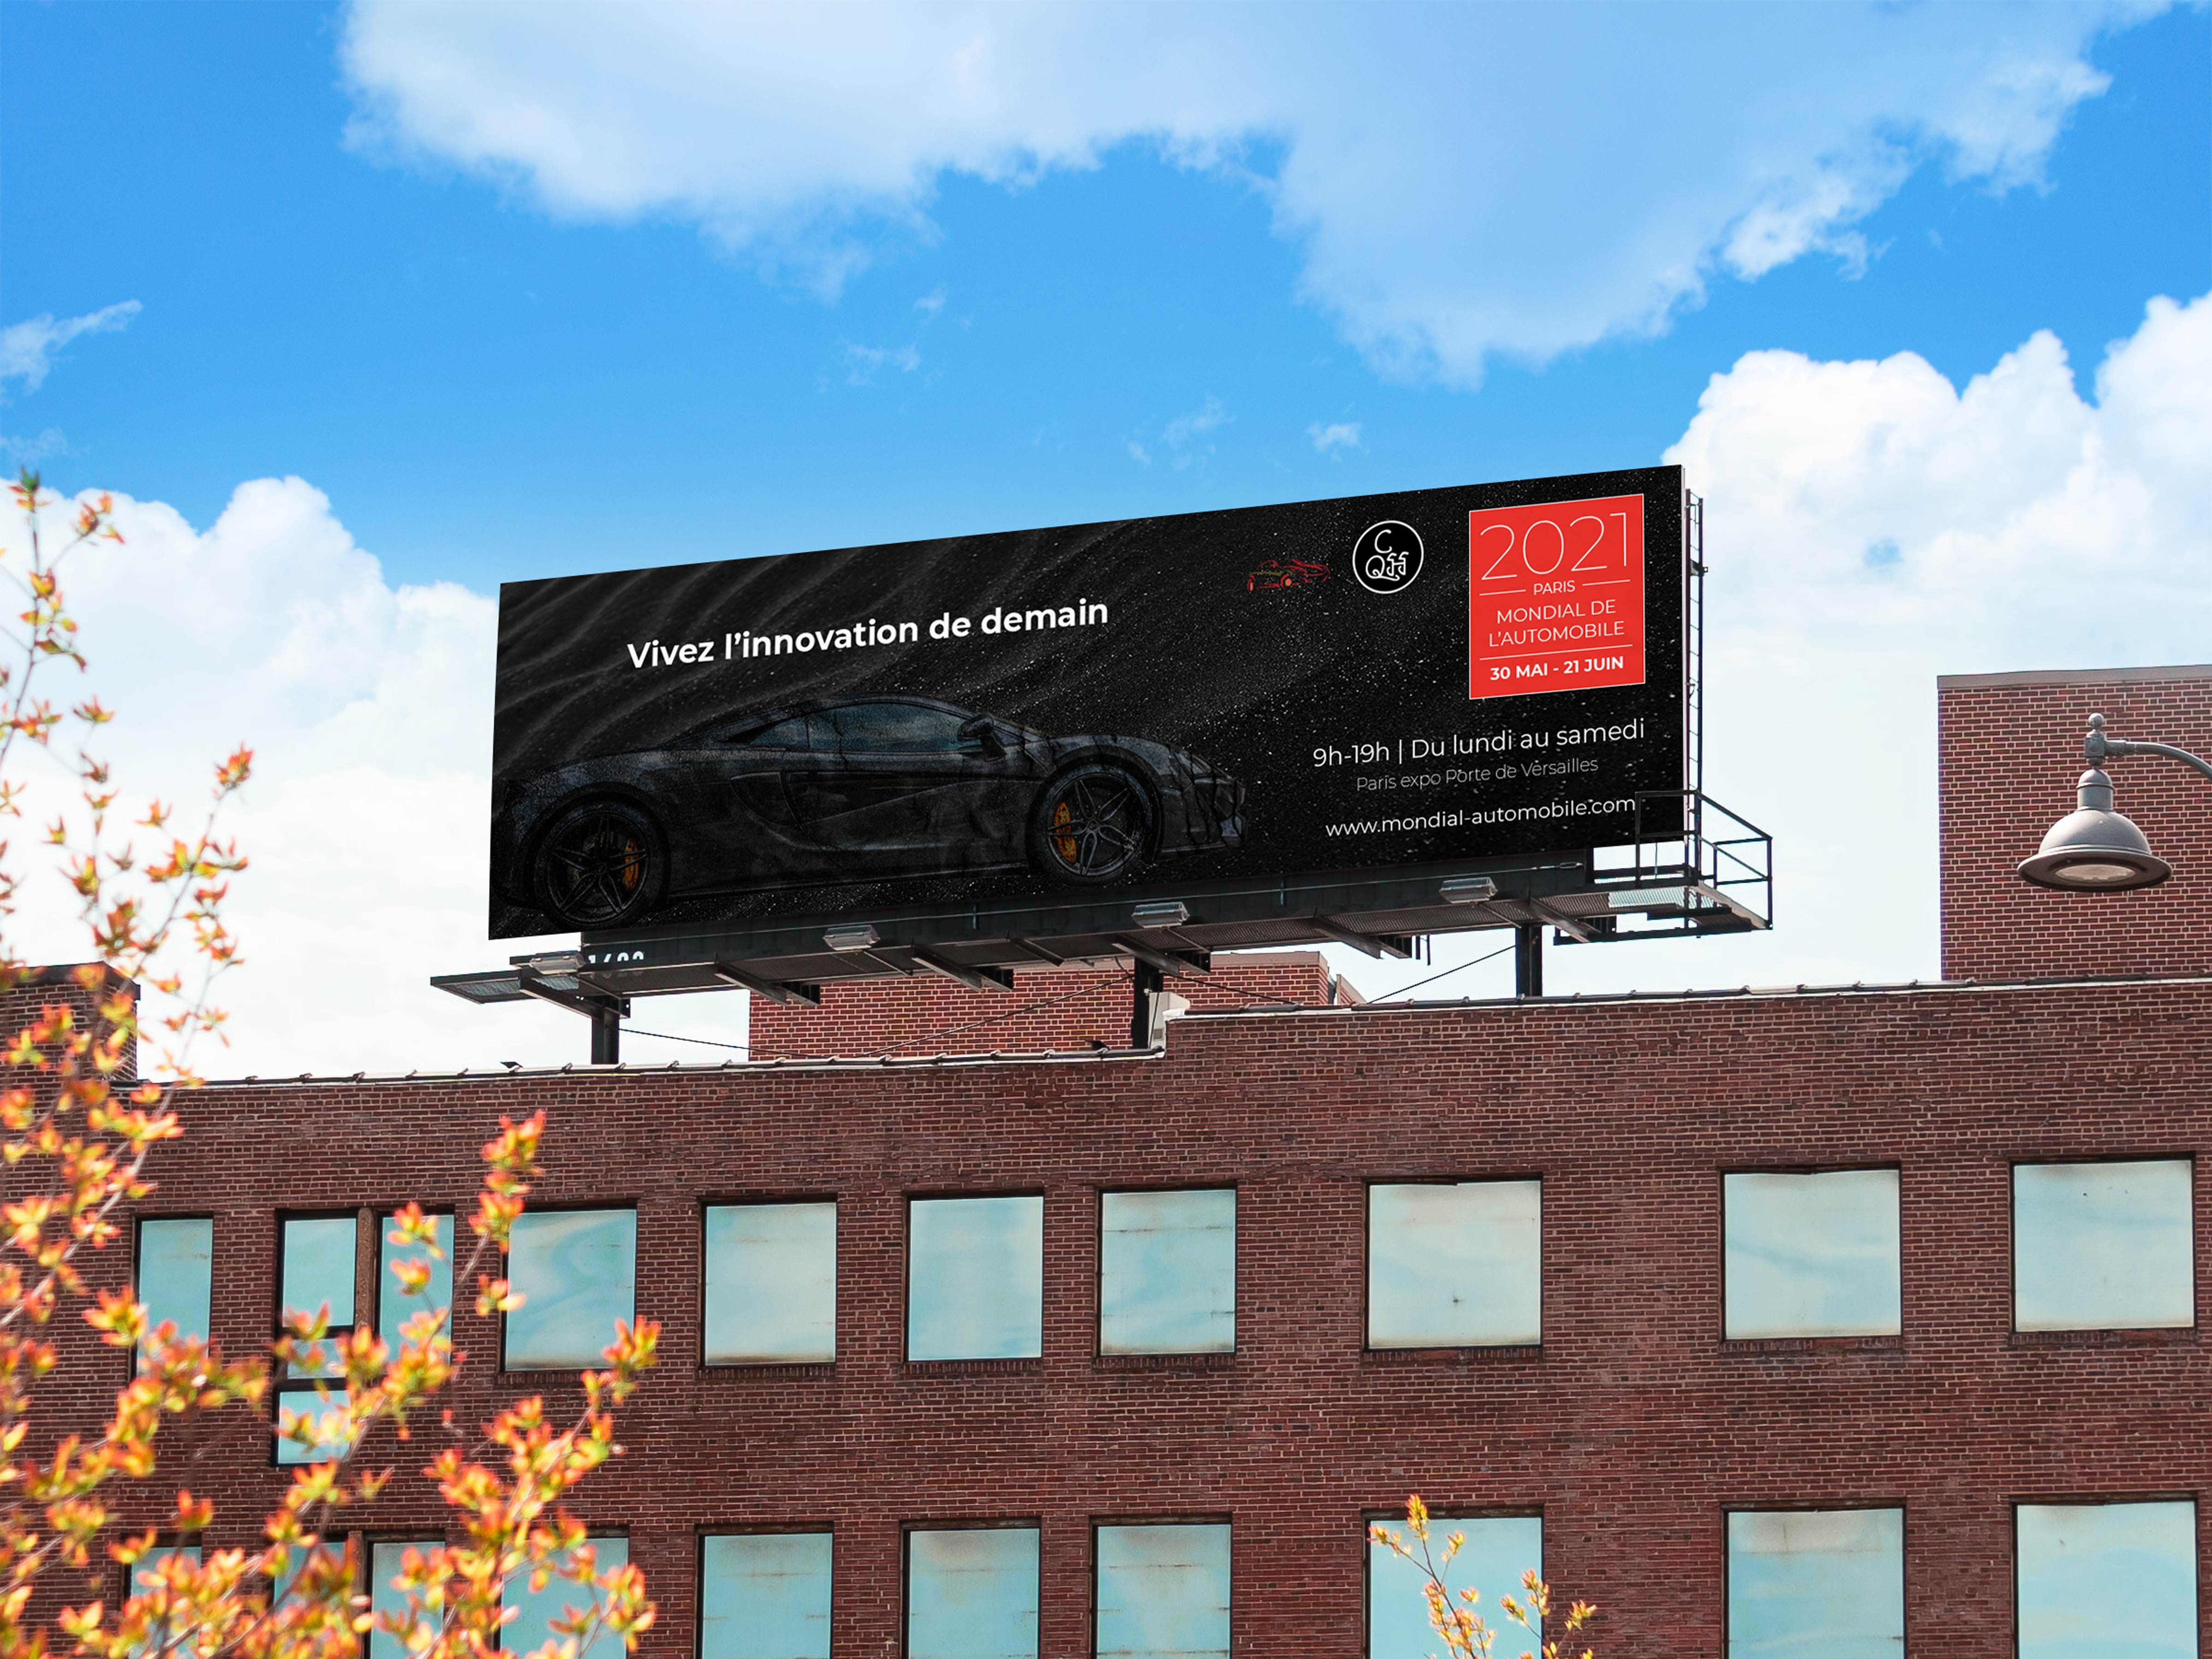 Vivez l'innovation de demain
2021
PARIS
MONDIAL DE
L'AUTOMOBILE
30 MAI - 21 JUIN
9h-19h | Du lundi au samedi
Paris expo Porte de Versailles
www.mondial-automobile.com